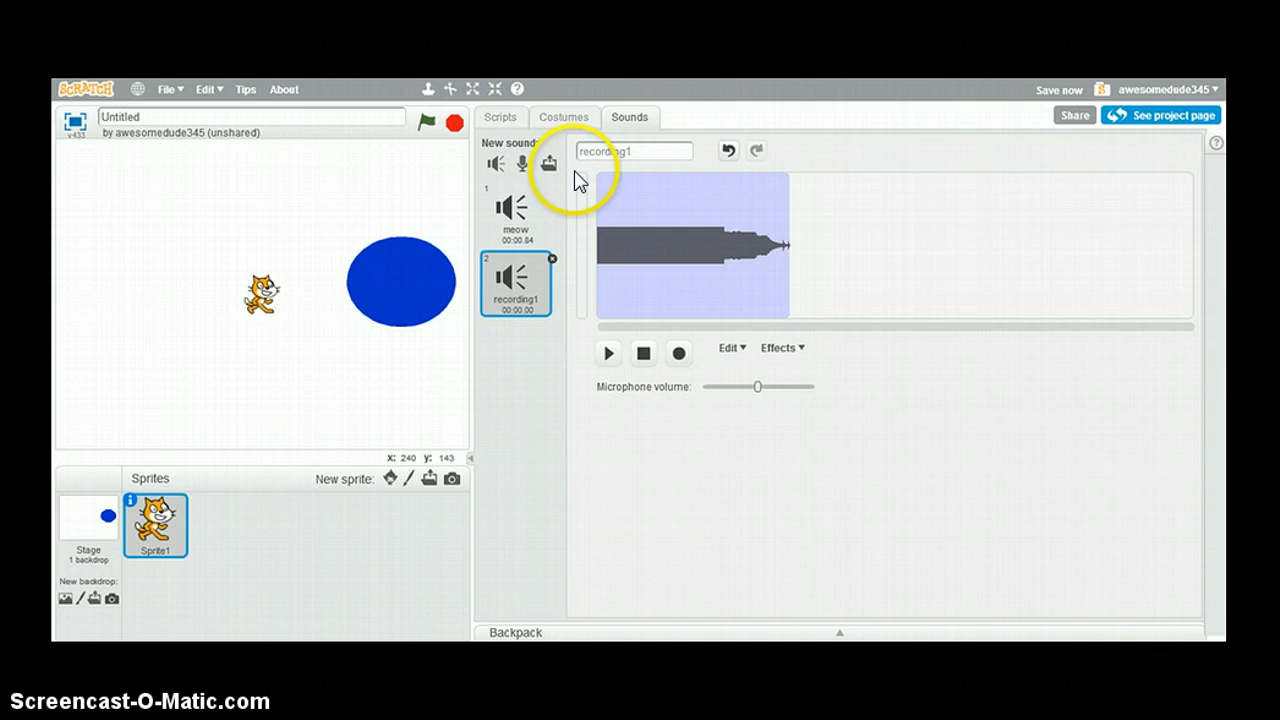 SCRATCH File Edit Tips About Save now awesomedude345
Untitled
by awesomedude345 (unshared)
v433
Scripts Costumes Sounds Share See project page
New sound:
recording1
1
meow
00:00.84
2
recording1
00:00.00
Edit Effects
Microphone volume:
x: 240 y: 143
Sprites New sprite:
Stage
1 backdrop
Sprite1
New backdrop:
Backpack
Screencast-O-Matic.com